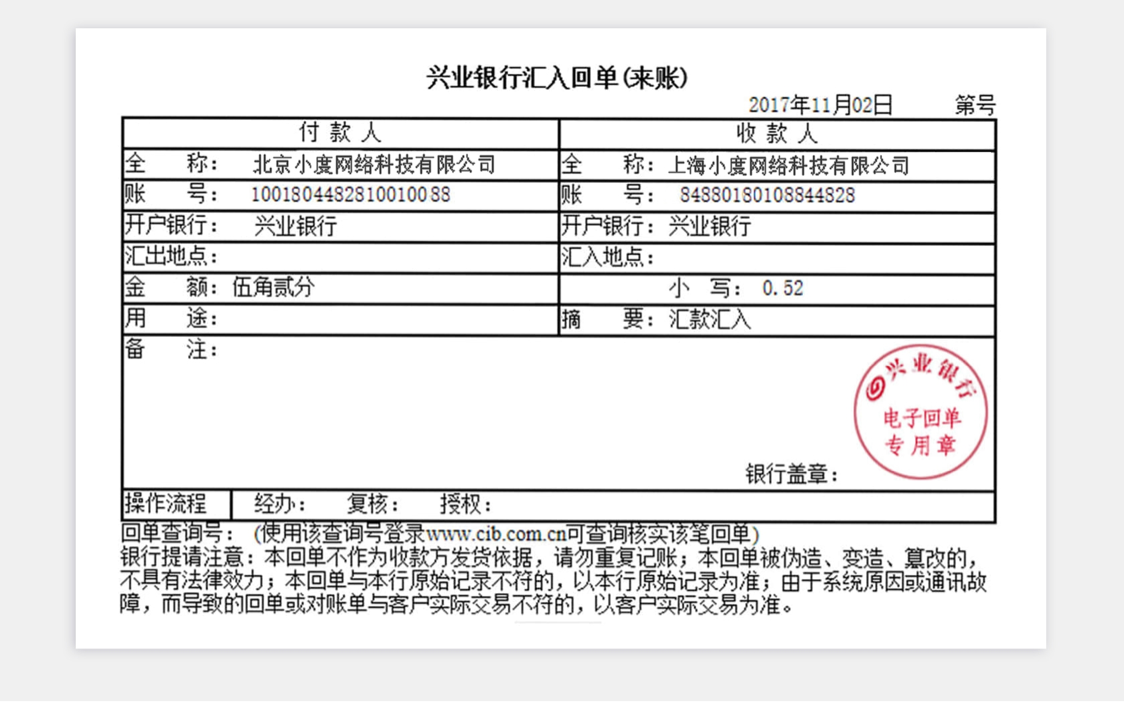 兴业银行汇入回单(来账)
2017年11月02日 第号
付 款 人 收 款 人
全 称： 北京小度网络科技有限公司 全 称： 上海小度网络科技有限公司
账 号： 1001804482810010088 账 号： 84880180108844828
开户银行： 兴业银行 开户银行： 兴业银行
汇出地点： 汇入地点：
金 额： 伍角贰分 小 写： 0.52
用 途： 摘 要： 汇款汇入
备 注：
兴业银行
电子回单
专用章
银行盖章：
操作流程 经办： 复核： 授权：
回单查询号： (使用该查询号登录www.cib.com.cn可查询核实该笔回单)
银行提请注意：本回单不作为收款方发货依据，请勿重复记账；本回单被伪造、变造、篡改的，
不具有法律效力；本回单与本行原始记录不符的，以本行原始记录为准；由于系统原因或通讯故
障，而导致的回单或对账单与客户实际交易不符的，以客户实际交易为准。